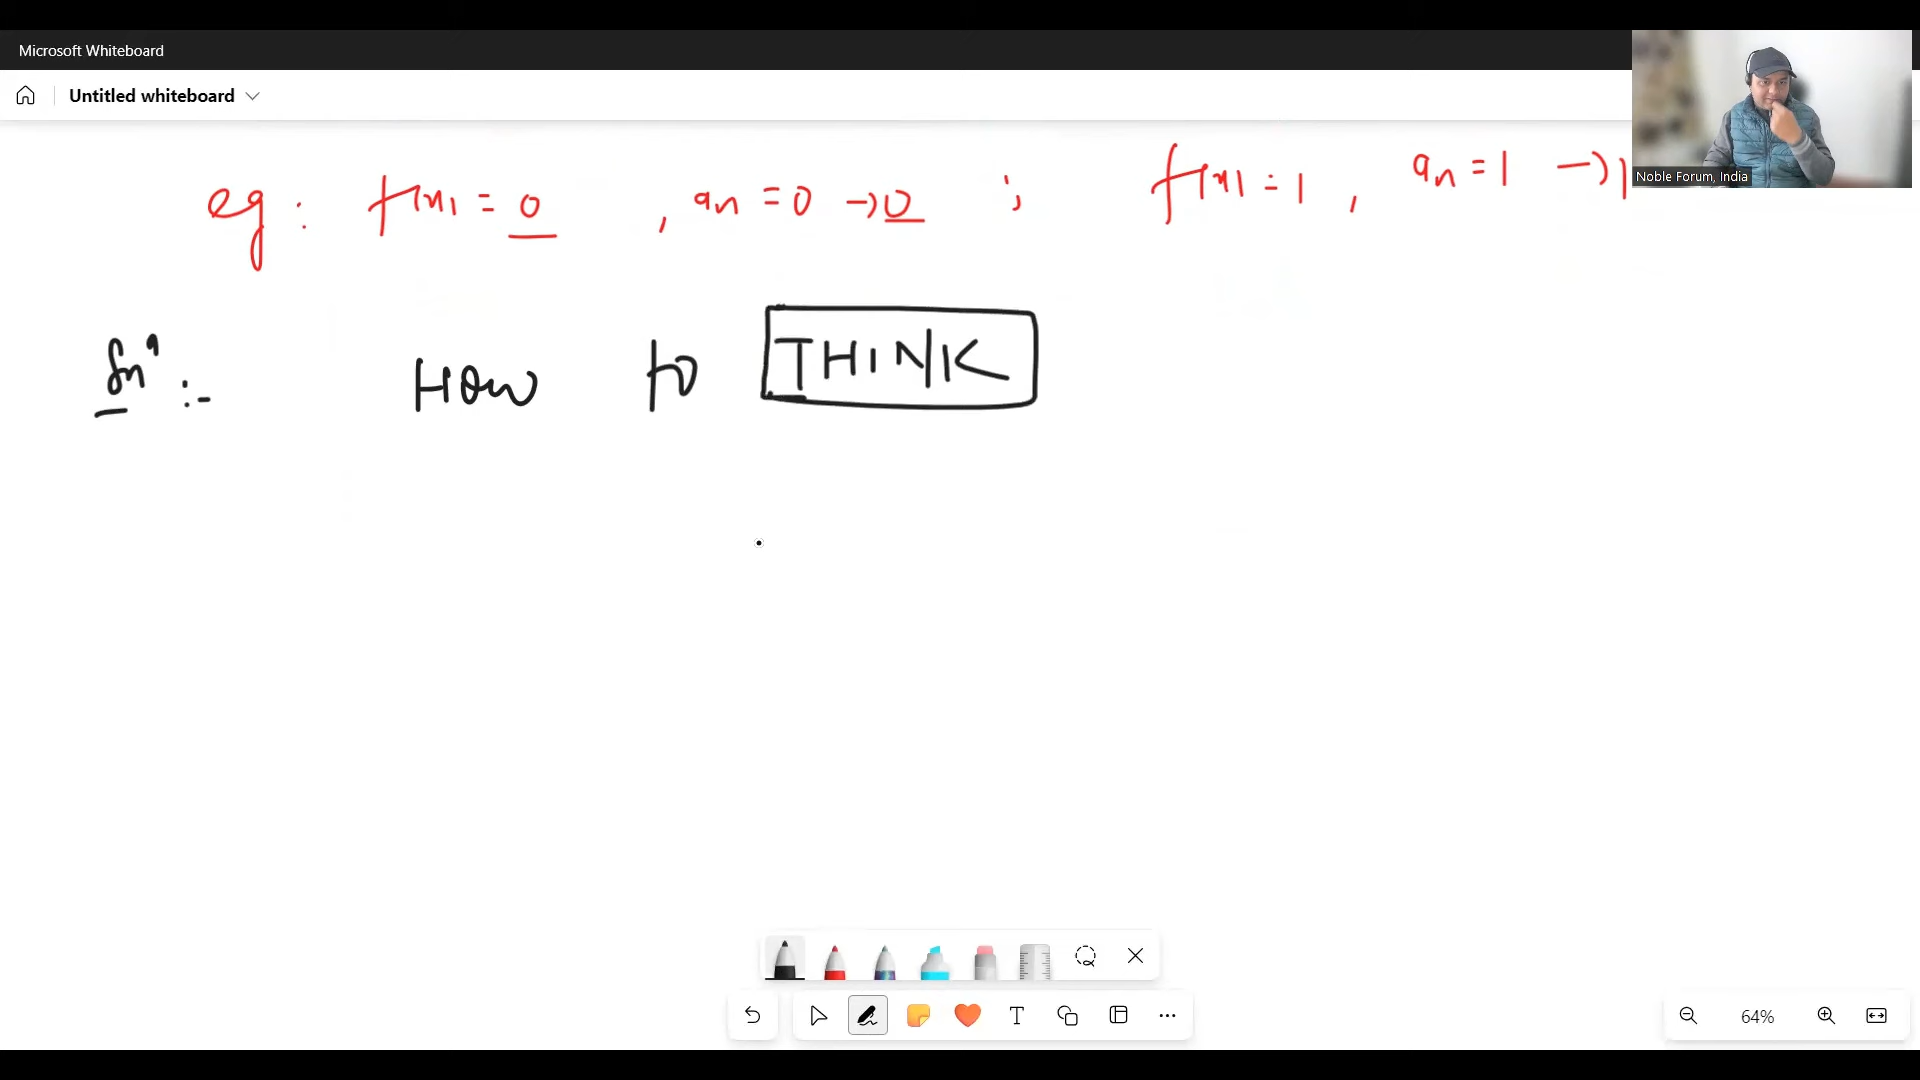 Microsoft Whiteboard
Untitled whiteboard
Noble Forum, India
eg : f(x) = 0 , an = 0 → 0 ; f(x) = 1 , an = 1 → 1
:- How to THINK
64%